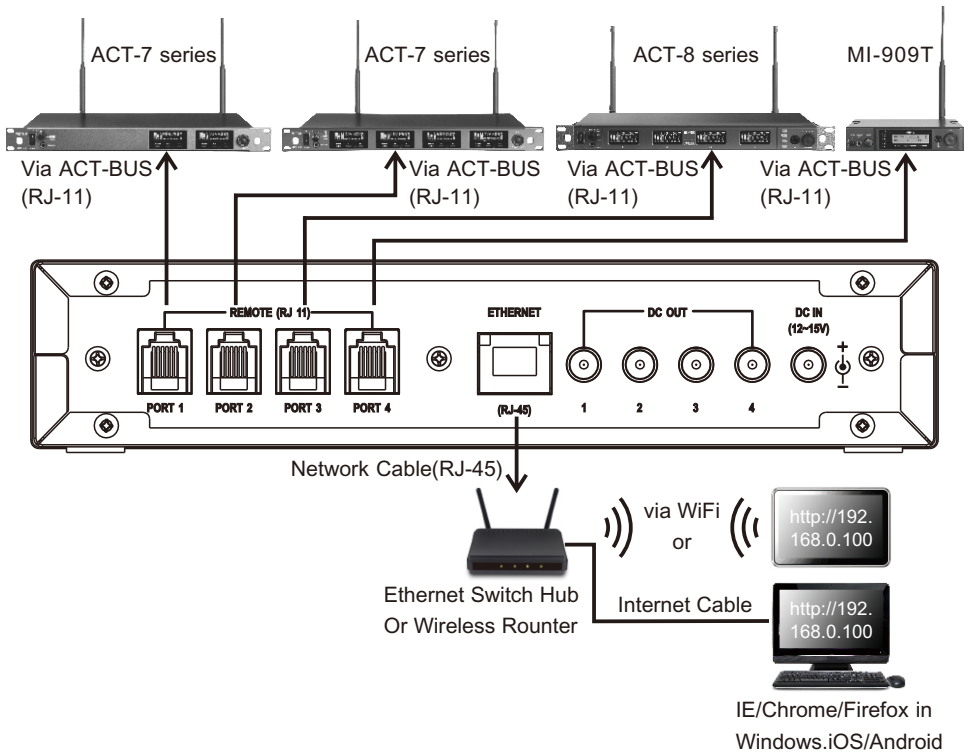 ACT-7 series
ACT-7 series
ACT-8 series
MI-909T
Via ACT-BUS
(RJ-11)
Via ACT-BUS
(RJ-11)
Via ACT-BUS
(RJ-11)
Via ACT-BUS
(RJ-11)
REMOTE (RJ 11)
ETHERNET
DC OUT
DC IN
(12~15V)
+
−
PORT 1
PORT 2
PORT 3
PORT 4
(RJ-45)
1
2
3
4
Network Cable(RJ-45)
via WiFi
or
http://192.
168.0.100
Ethernet Switch Hub
Or Wireless Rounter
Internet Cable
http://192.
168.0.100
IE/Chrome/Firefox in
Windows.iOS/Android